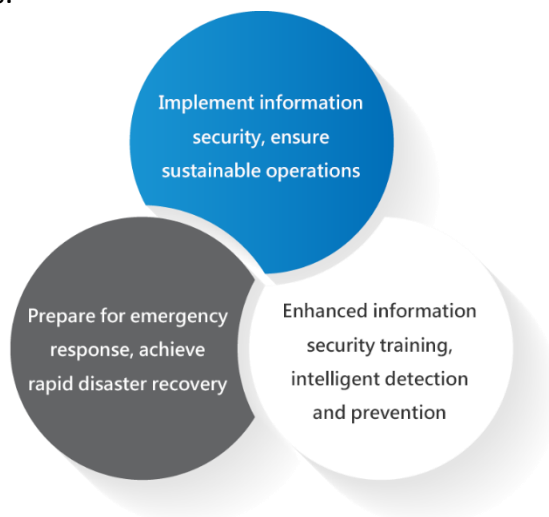 Implement information
security, ensure
sustainable operations
Prepare for emergency
response, achieve
rapid disaster recovery
Enhanced information
security training,
intelligent detection
and prevention